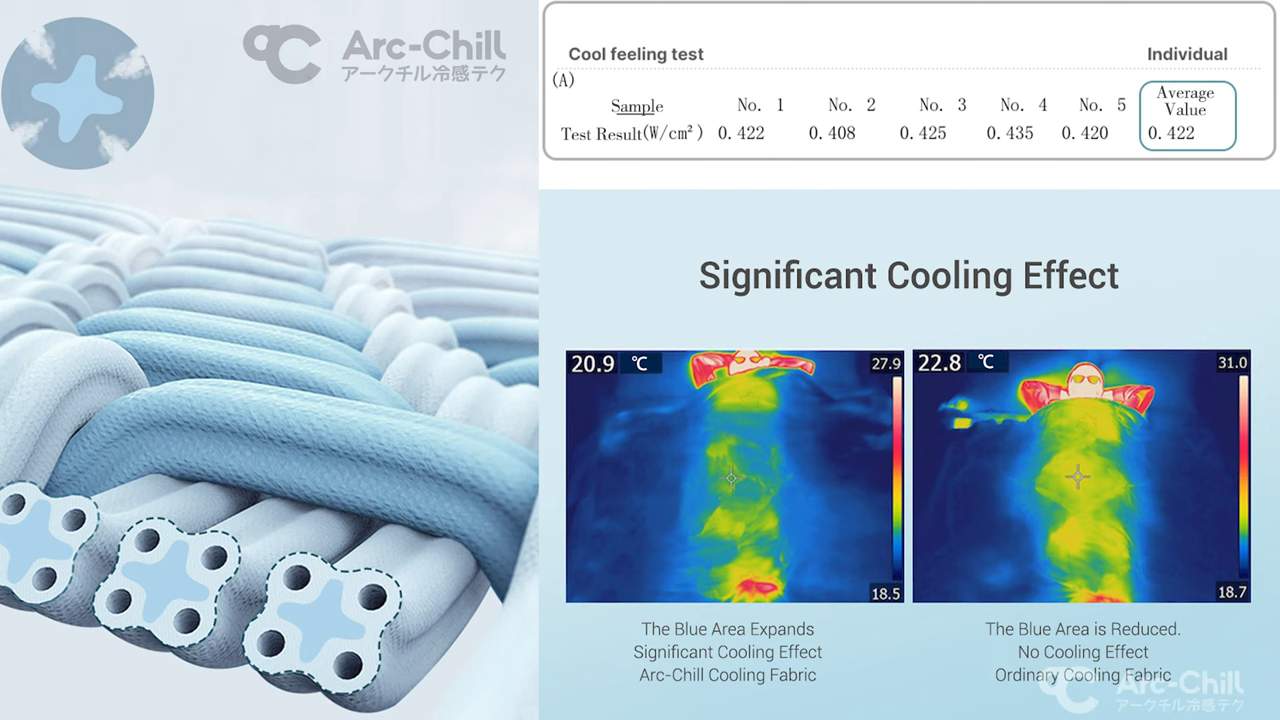 Arc-Chill
アークチル冷感テク
Cool feeling test Individual
(A)
Sample No. 1 No. 2 No. 3 No. 4 No. 5 Average Value
Test Result(W/cm²) 0.422 0.408 0.425 0.435 0.420 0.422
Significant Cooling Effect
20.9 ℃ 27.9
18.5
22.8 ℃ 31.0
18.7
The Blue Area Expands
Significant Cooling Effect
Arc-Chill Cooling Fabric
The Blue Area is Reduced.
No Cooling Effect
Ordinary Cooling Fabric
Arc-Chill
アークチル冷感テク